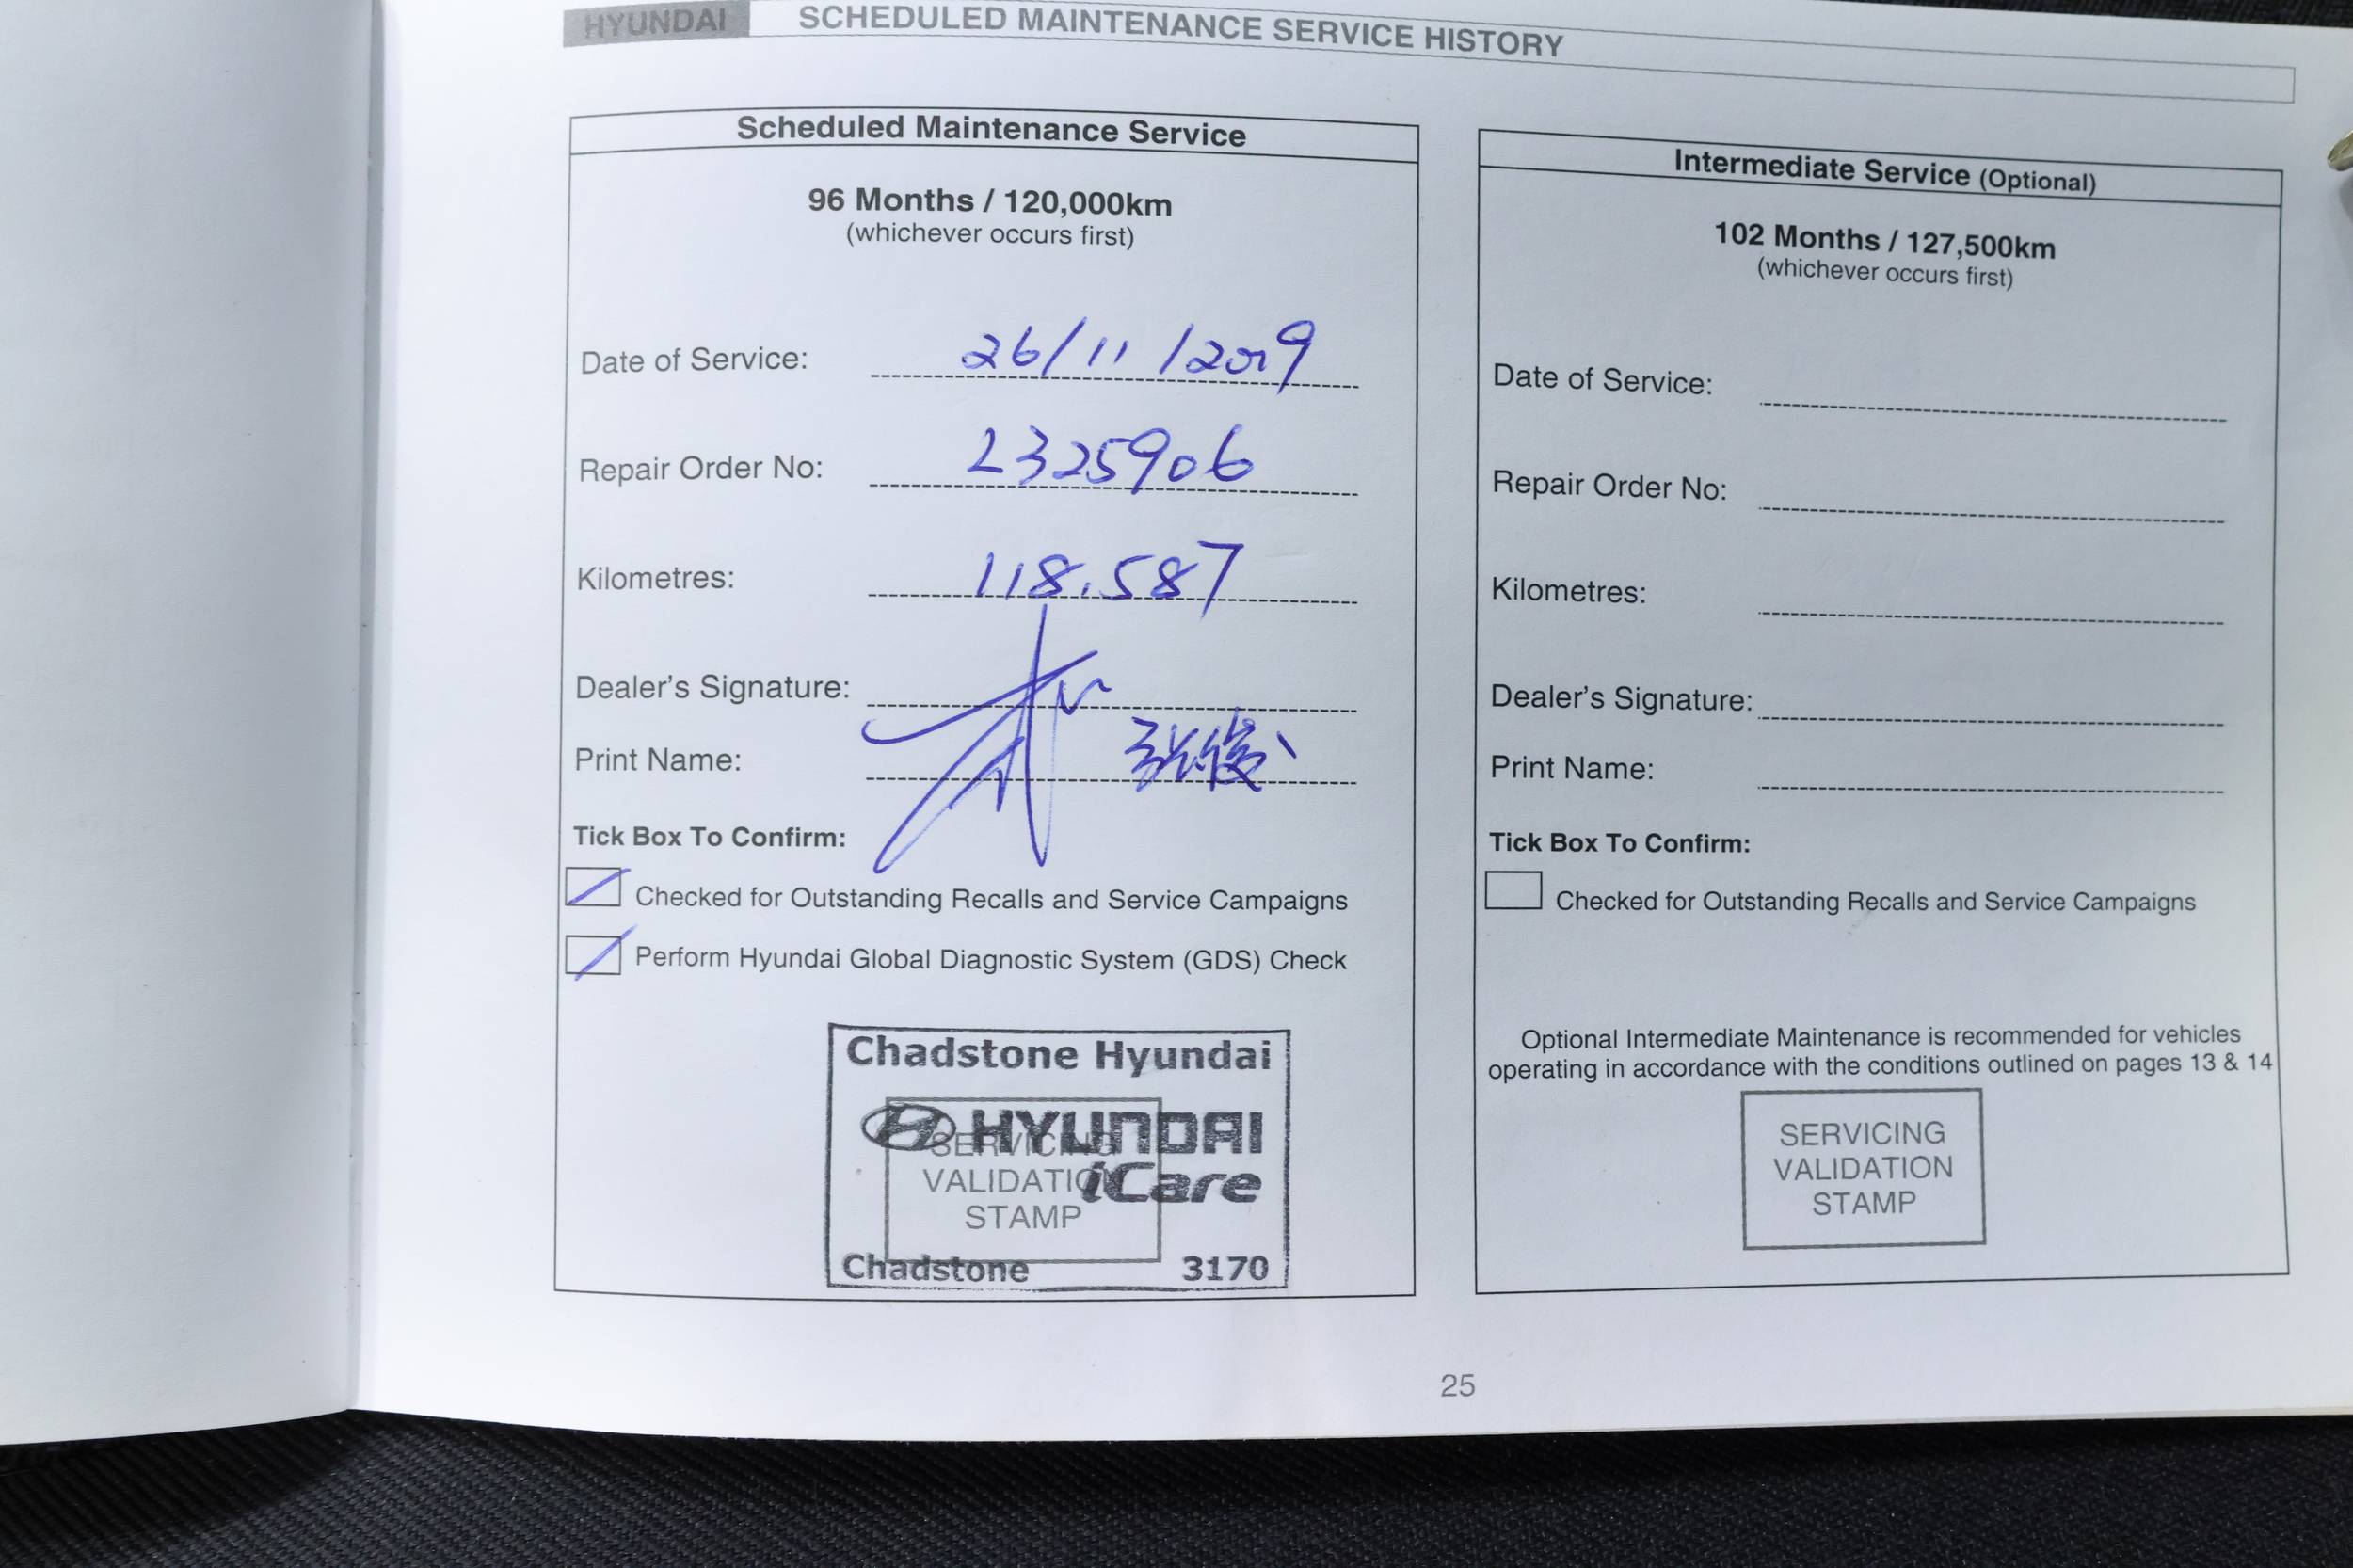 HYUNDAI SCHEDULED MAINTENANCE SERVICE HISTORY
Scheduled Maintenance Service
96 Months / 120,000km
(whichever occurs first)
Date of Service: 26/11/2019
Repair Order No: 2325906
Kilometres: 118.587
Dealer's Signature:
Print Name: 张俊
Tick Box To Confirm:
Checked for Outstanding Recalls and Service Campaigns
Perform Hyundai Global Diagnostic System (GDS) Check
Chadstone Hyundai
HYUNDAI
iCare
SERVICING
VALIDATION
STAMP
Chadstone 3170
Intermediate Service (Optional)
102 Months / 127,500km
(whichever occurs first)
Date of Service:
Repair Order No:
Kilometres:
Dealer's Signature:
Print Name:
Tick Box To Confirm:
Checked for Outstanding Recalls and Service Campaigns
Optional Intermediate Maintenance is recommended for vehicles
operating in accordance with the conditions outlined on pages 13 & 14
SERVICING
VALIDATION
STAMP
25